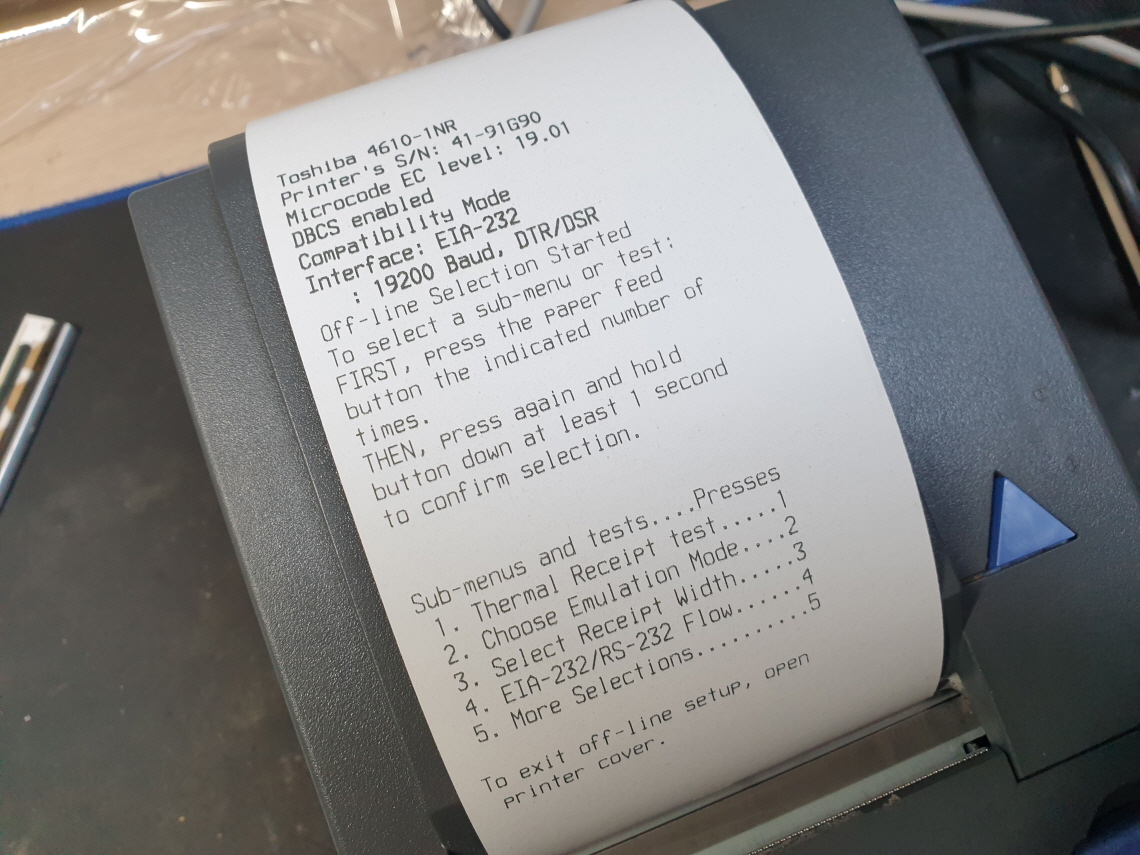 Toshiba 4610-1NR
Printer's S/N: 41-91G90
Microcode EC level: 19.01
DBCS enabled
Compatibility Mode
Interface: EIA-232
: 19200 Baud, DTR/DSR
Off-line Selection Started
To select a sub-menu or test:
FIRST, press the paper feed
button the indicated number of
times.
THEN, press again and hold
button down at least 1 second
to confirm selection.
Sub-menus and tests....Presses
1. Thermal Receipt test.....1
2. Choose Emulation Mode....2
3. Select Receipt Width.....3
4. EIA-232/RS-232 Flow......4
5. More Selections..........5
To exit off-line setup, open
printer cover.